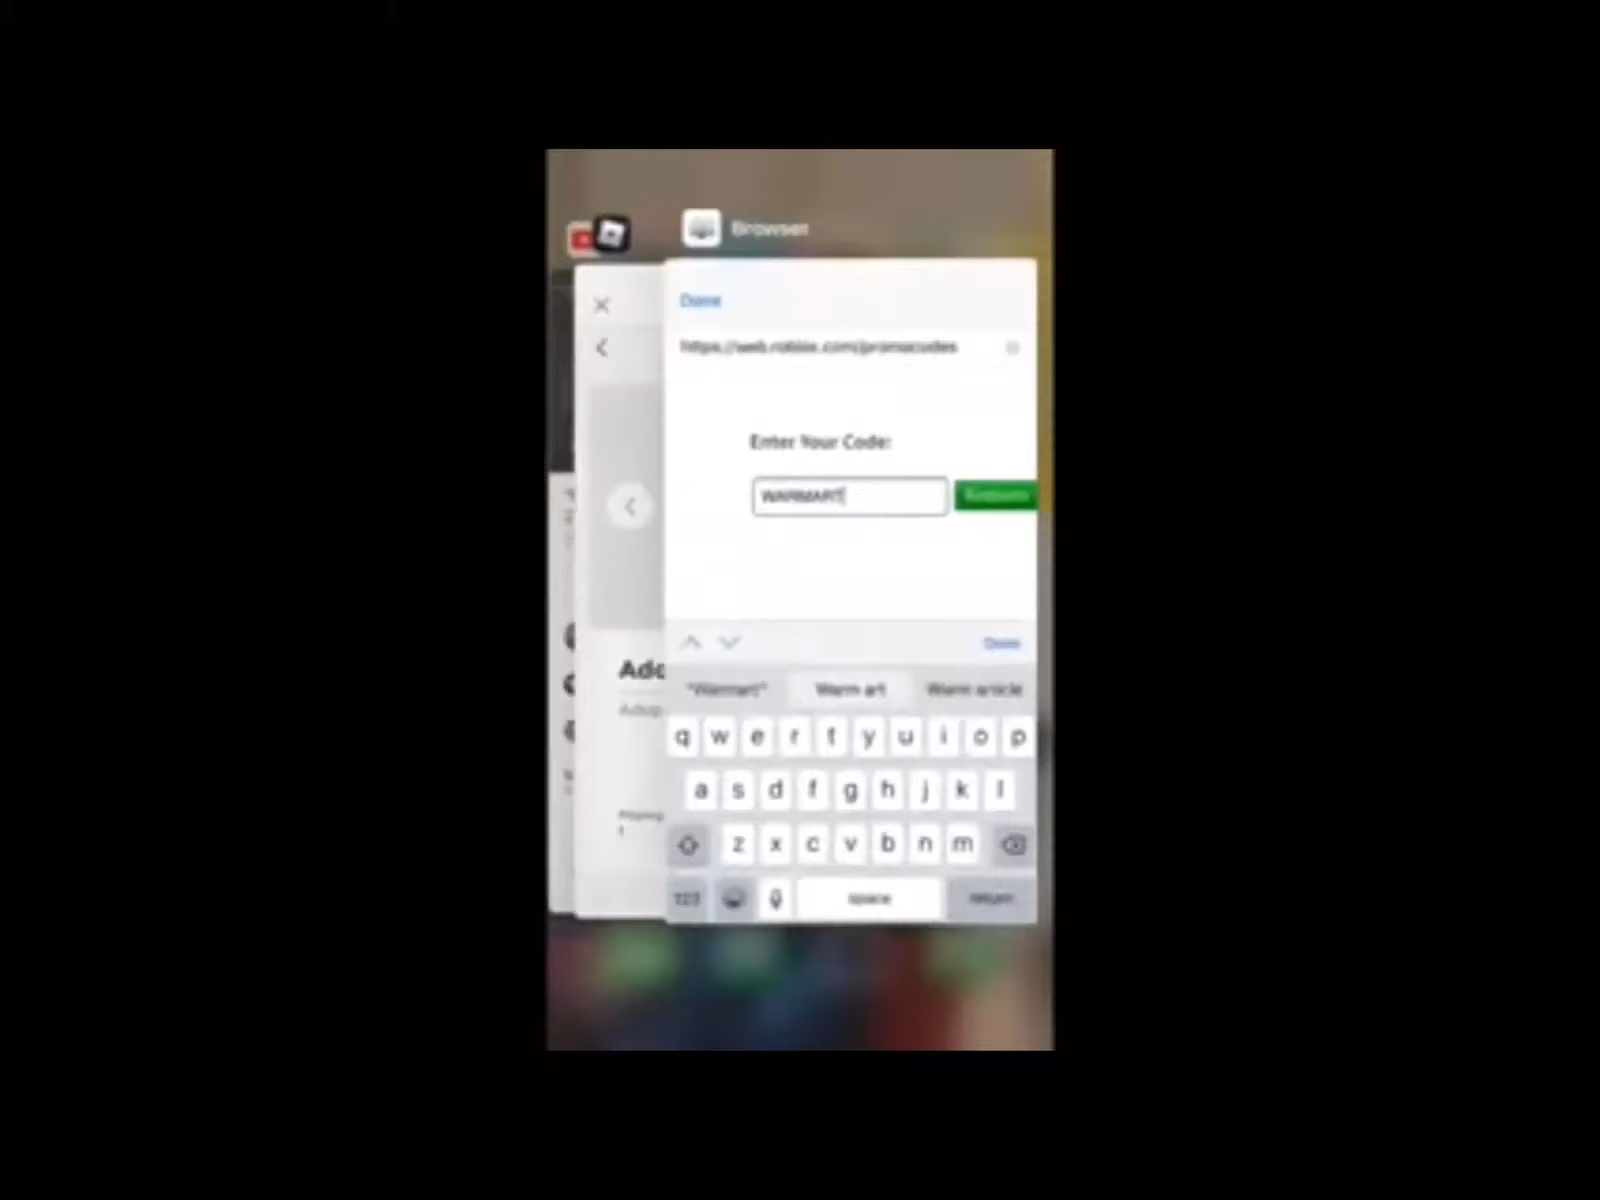 Browser
Done
https://web.roblox.com/promocodes
Enter Your Code:
WARMART
Done
"Warmart" Warm art Warm article
q w e r t y u i o p
a s d f g h j k l
z x c v b n m
123 space return